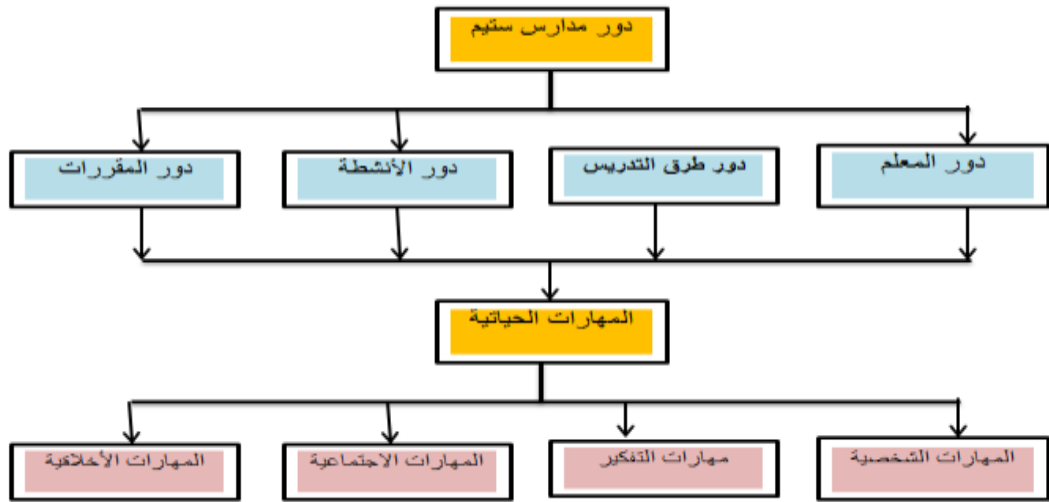 دور مدارس ستيم
دور المعلم
دور طرق التدريس
دور الأنشطة
دور المقررات
المهارات الحياتية
المهارات الشخصية
مهارات التفكير
المهارات الاجتماعية
المهارات الأخلاقية